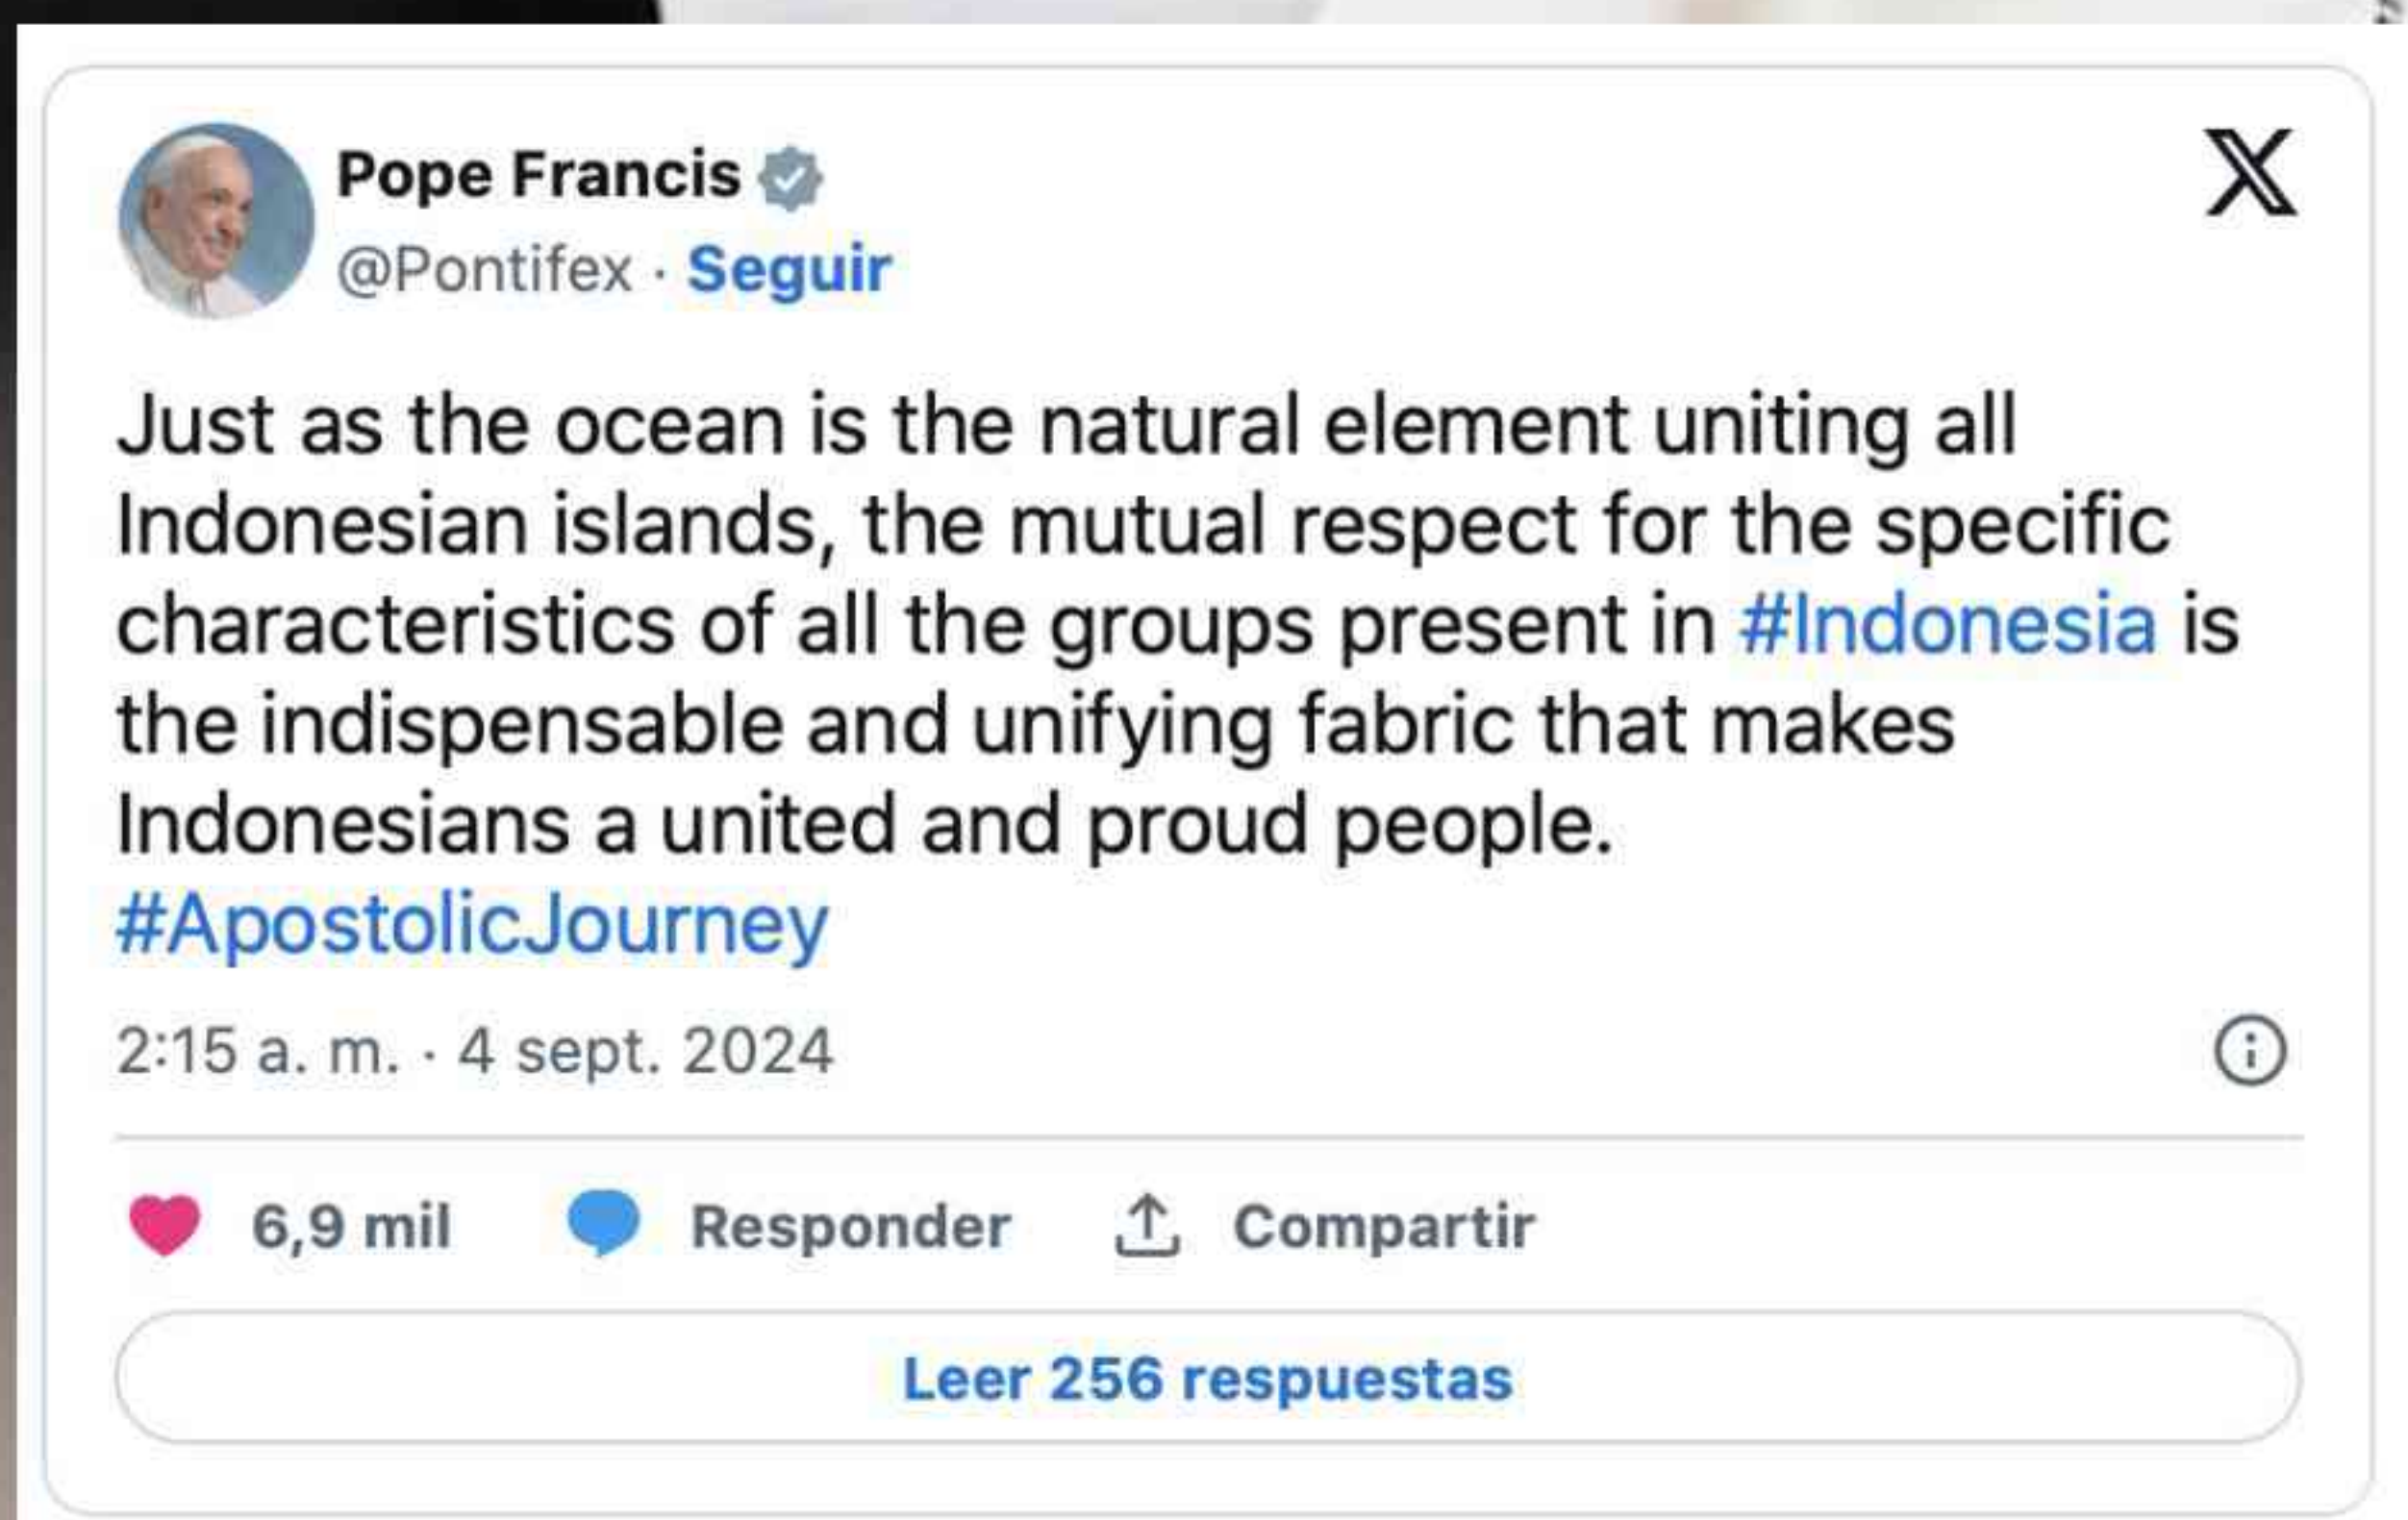 Pope Francis
@Pontifex · Seguir
Just as the ocean is the natural element uniting all
Indonesian islands, the mutual respect for the specific
characteristics of all the groups present in #Indonesia is
the indispensable and unifying fabric that makes
Indonesians a united and proud people.
#ApostolicJourney
2:15 a. m. · 4 sept. 2024
6,9 mil Responder Compartir
Leer 256 respuestas